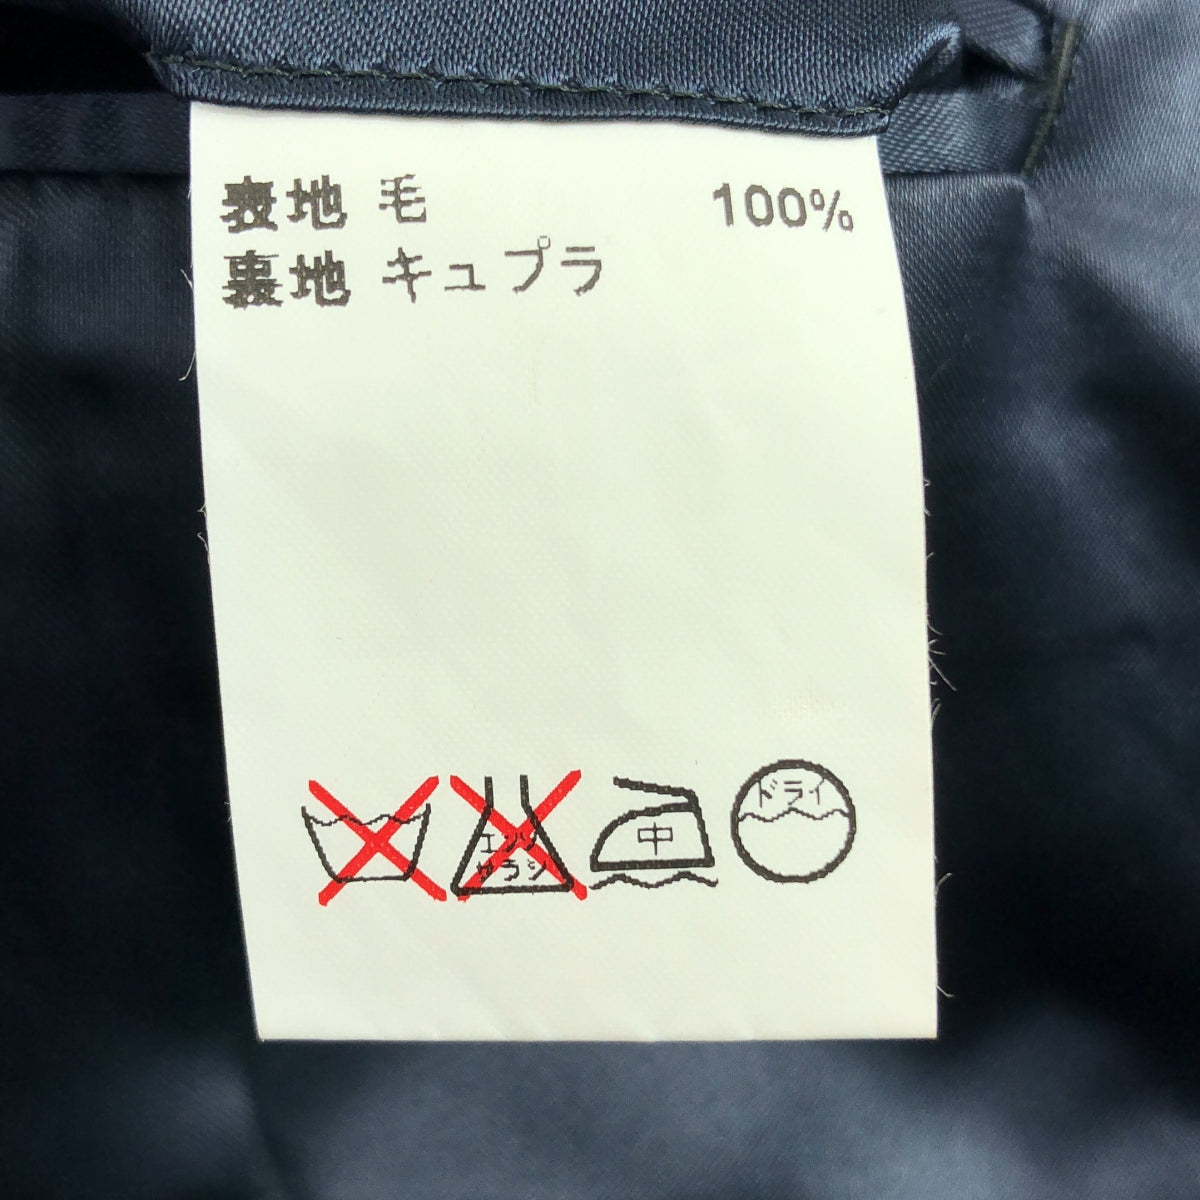 表地 毛 100%
裏地 キュプラ
エンソ
サラシ
中
ドライ